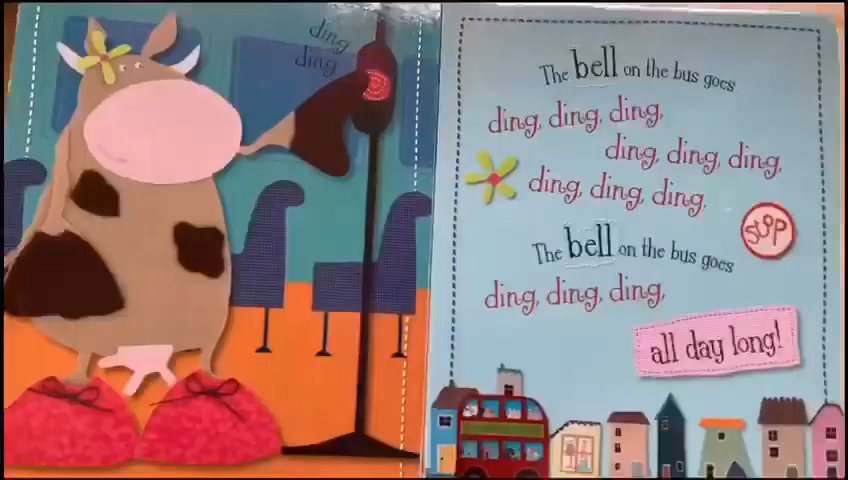 ding
ding
The bell on the bus goes
ding, ding, ding,
ding, ding, ding,
ding, ding, ding.
STOP
The bell on the bus goes
ding, ding, ding,
all day long!